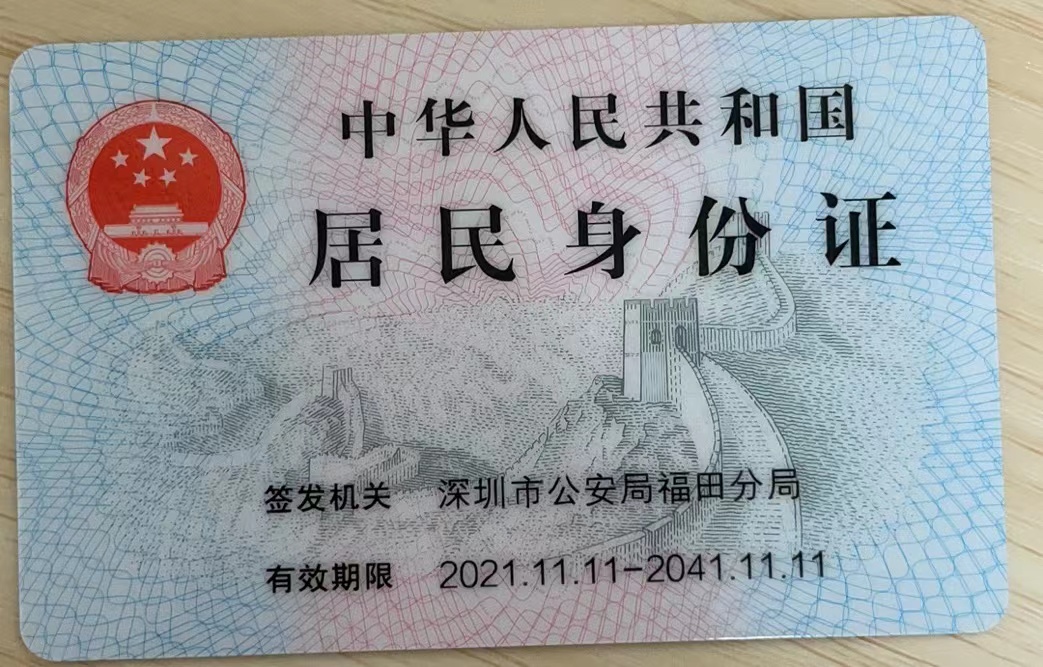 中华人民共和国
居民身份证
签发机关 深圳市公安局福田分局
有效期限 2021.11.11-2041.11.11